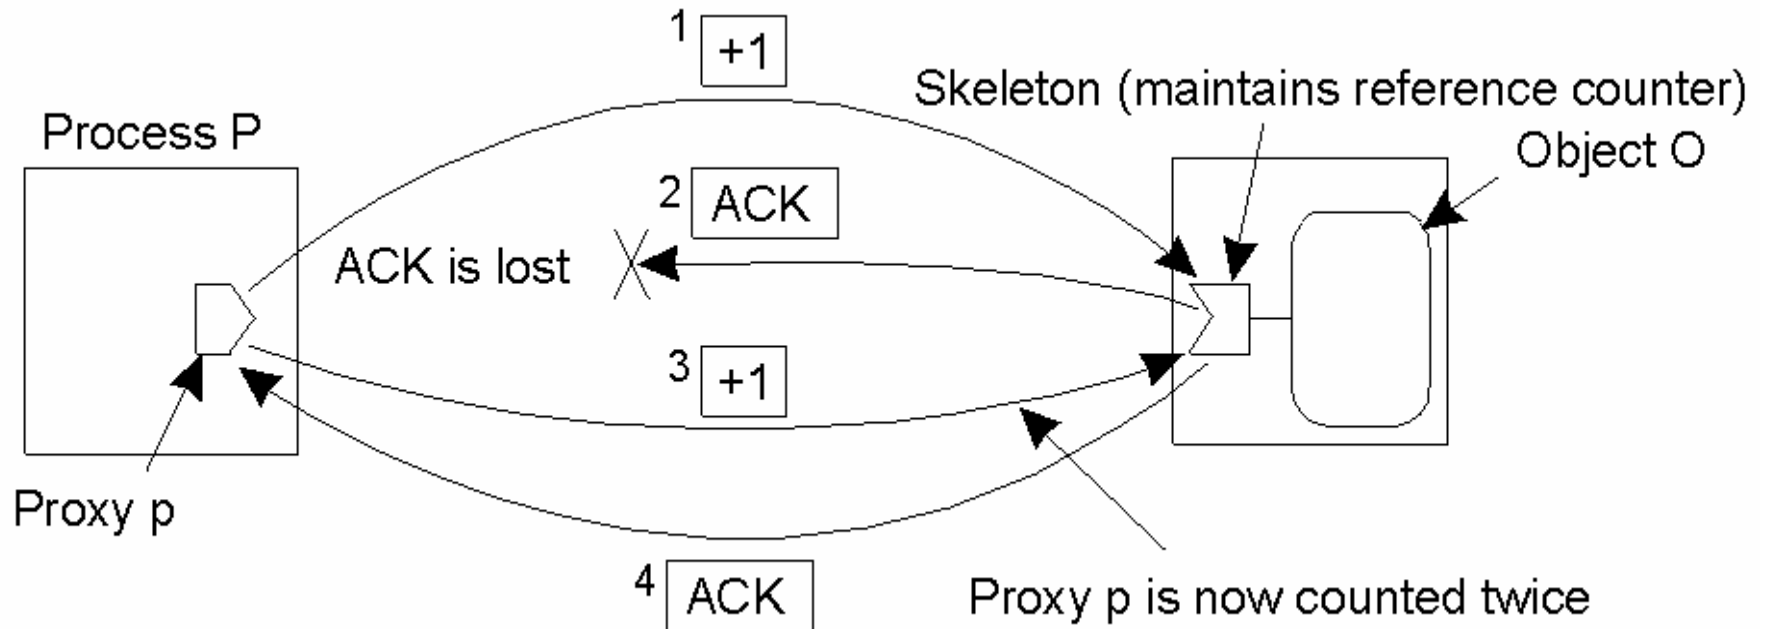 1 +1
Skeleton (maintains reference counter)
Process P
Object O
2 ACK
ACK is lost
3 +1
Proxy p
4 ACK
Proxy p is now counted twice